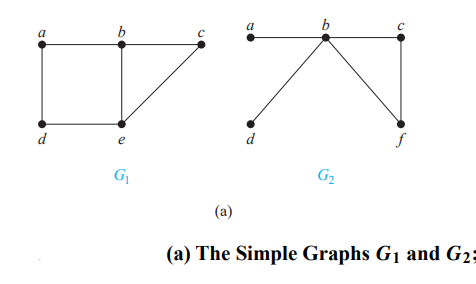 a b c a b c
d e d f
G₁ G₂
(a)
(a) The Simple Graphs G₁ and G₂;